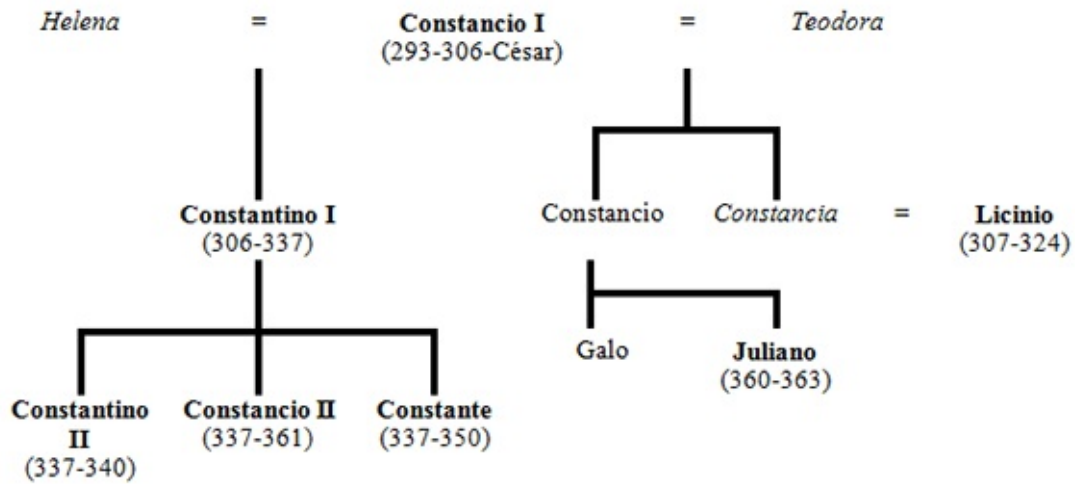 Helena = Constancio I = Teodora
(293-306-César)
Constantino I Constancio Constancia = Licinio
(306-337) (307-324)
Galo Juliano
(360-363)
Constantino Constancio II Constante
II (337-361) (337-350)
(337-340)